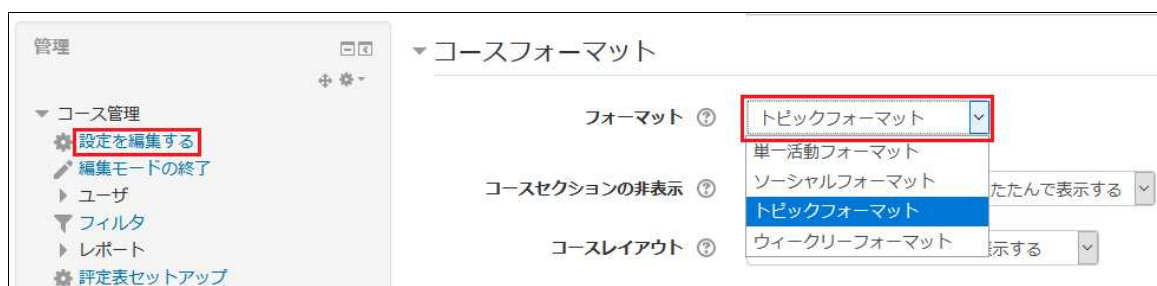 管理
コース管理
設定を編集する
編集モードの終了
ユーザ
フィルタ
レポート
評定表セットアップ
コースフォーマット
フォーマット
トピックフォーマット
単一活動フォーマット
ソーシャルフォーマット
トピックフォーマット
ウィークリーフォーマット
コースセクションの非表示
たたんで表示する
コースレイアウト
示する